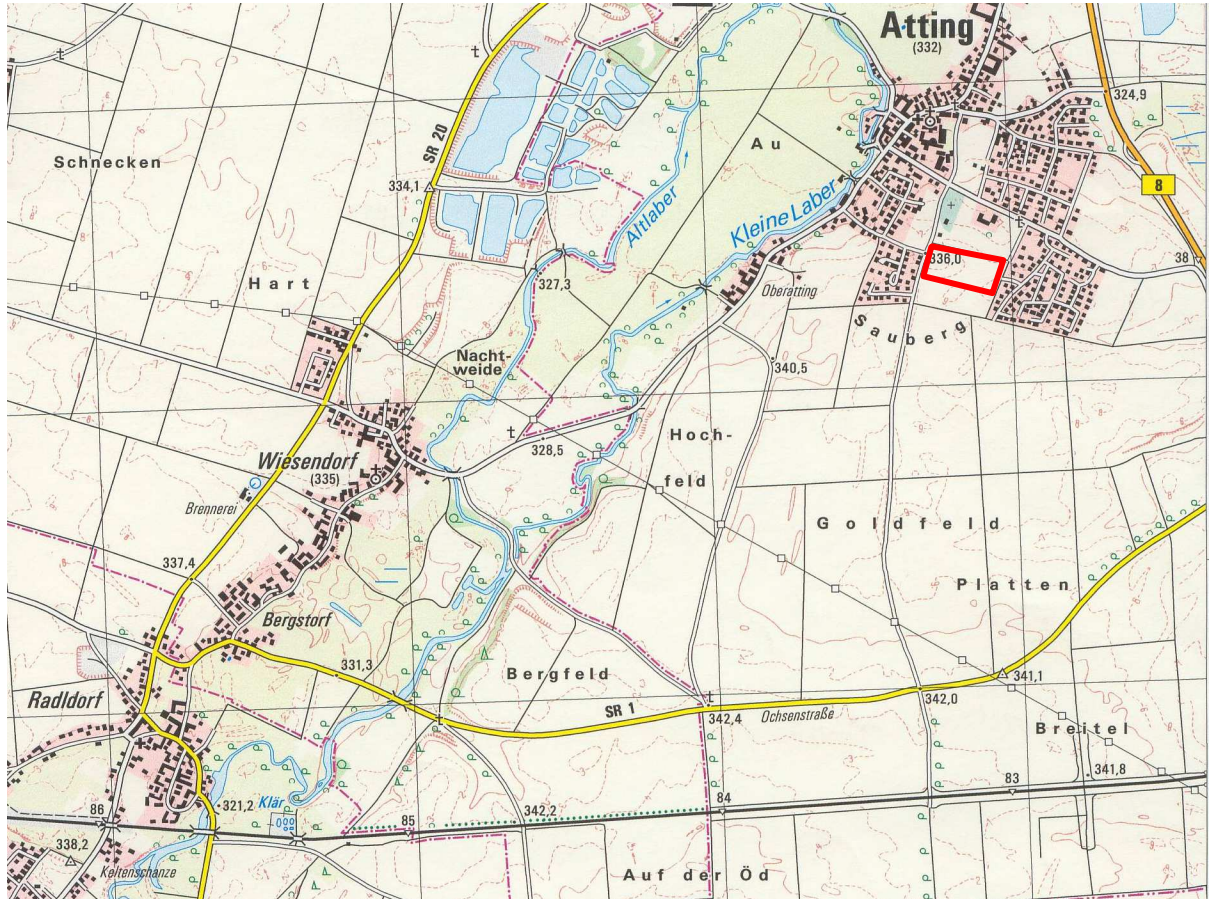 Atting
(332)
324,9
Schnecken
SR 20
Au
334,1
8
Altlaber
Kleine Laber
336,0
38
327,3
Hart
Oberatting
Sauberg
Nacht-
weide
340,5
328,5
Hoch-
feld
Wiesendorf
(335)
Brennerei
Goldfeld
337,4
Platten
Bergstorf
331,3
Bergfeld
341,1
Radldorf
SR 1
342,4
Ochsenstraße
342,0
Breitel
341,8
83
321,2
Klär
342,2
84
86
85
338,2
Keltenschanze
Auf der Öd